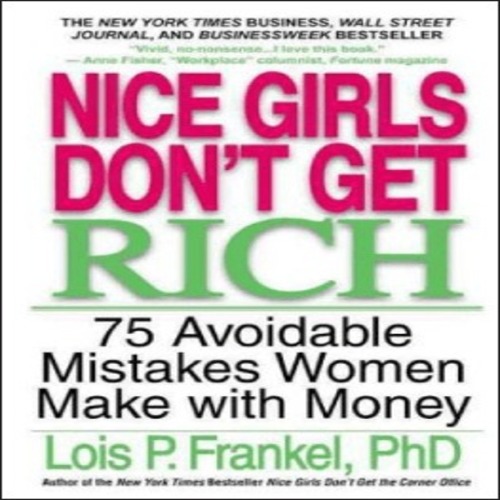 THE NEW YORK TIMES BUSINESS, WALL STREET
JOURNAL, AND BUSINESSWEEK BESTSELLER
"Vivid, no-nonsense...I love this book."
— Anne Fisher, "Workplace" columnist, Fortune magazine
NICE GIRLS
DON'T GET
RICH
75 Avoidable
Mistakes Women
Make with Money
Lois P. Frankel, PhD
Author of the New York Times Bestseller Nice Girls Don't Get the Corner Office